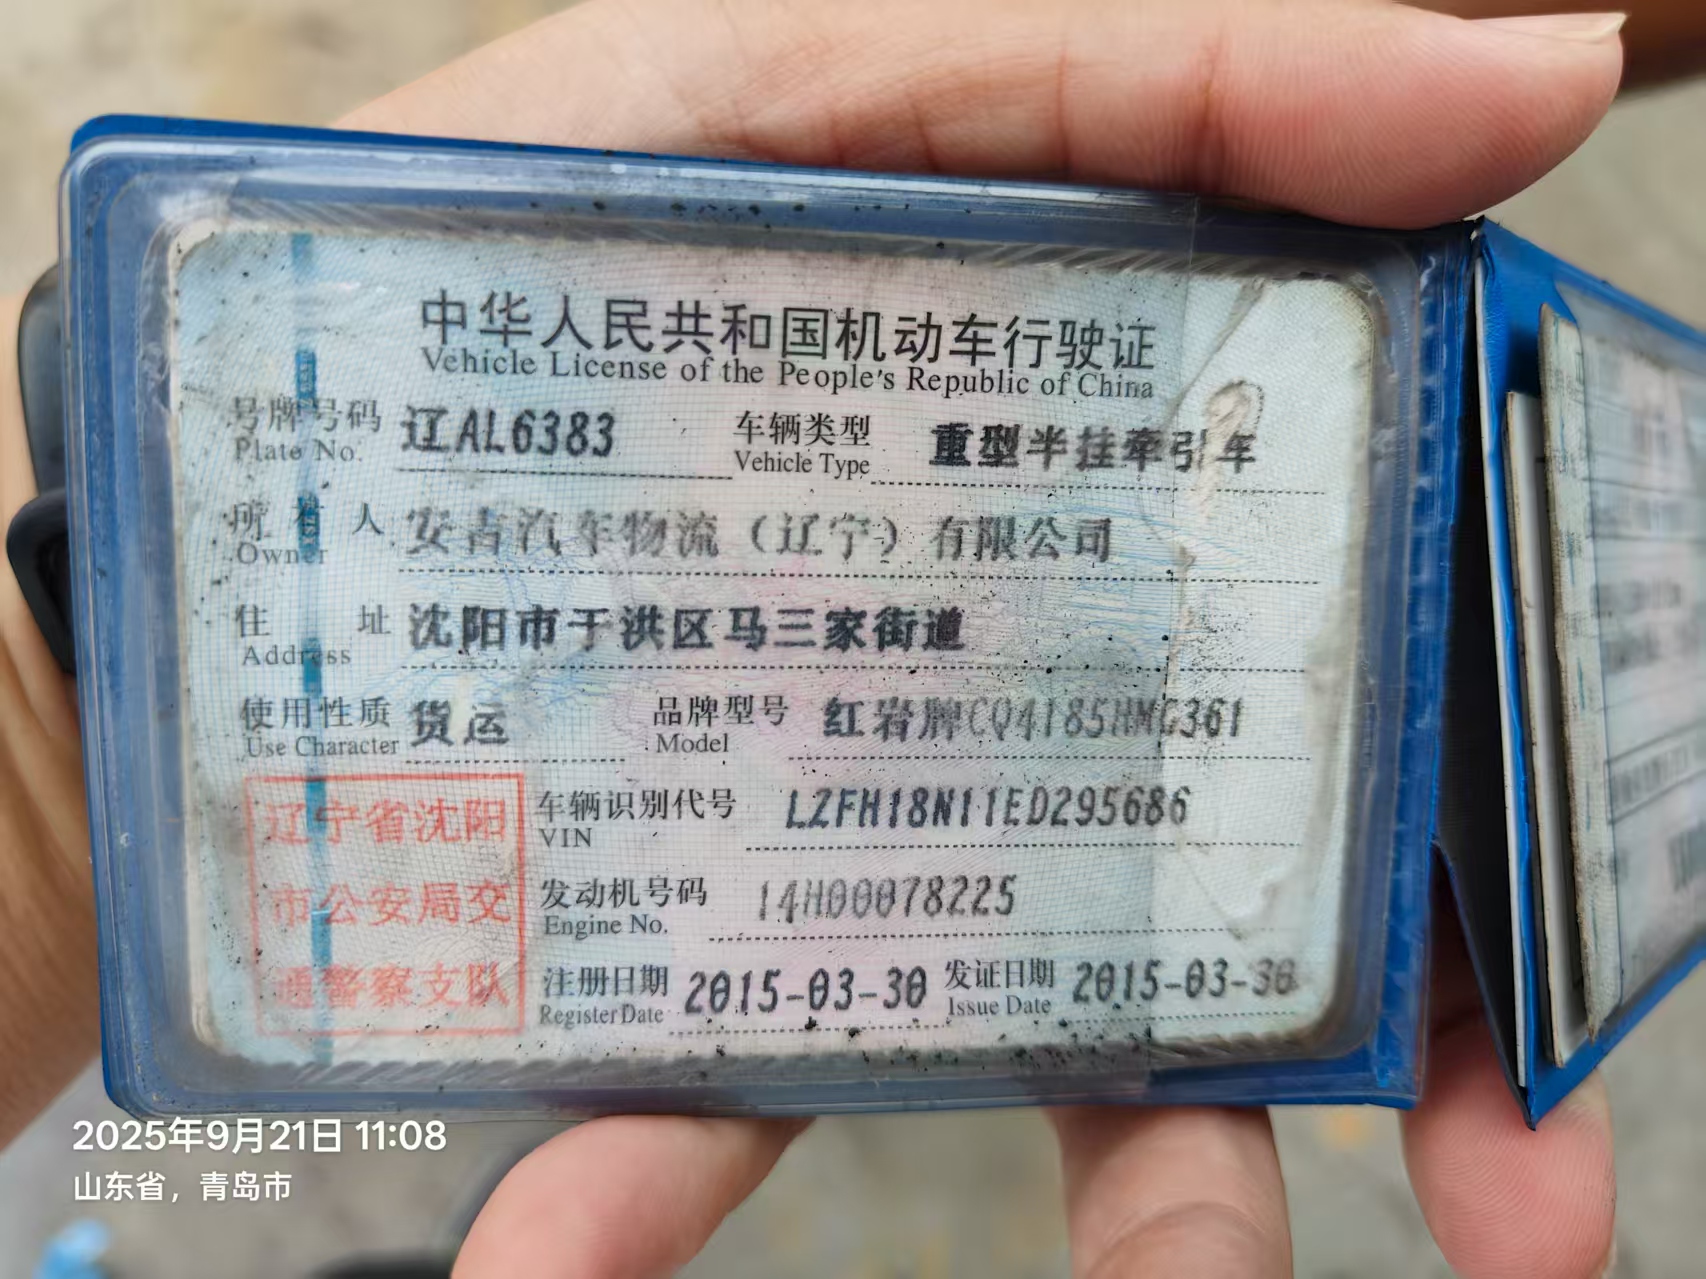 中华人民共和国机动车行驶证
Vehicle License of the People's Republic of China
号牌号码 辽AL6383 车辆类型 重型半挂牵引车
Plate No. Vehicle Type
所有人 安吉汽车物流（辽宁）有限公司
Owner
住址 沈阳市于洪区马三家街道
Address
使用性质 货运 品牌型号 红岩牌CQ4185HMG361
Use Character Model
辽宁省沈阳
市公安局交
通警察支队
车辆识别代号 LZFH18N11ED295686
VIN
发动机号码 14H00078225
Engine No.
注册日期 2015-03-30 发证日期 2015-03-30
Register Date Issue Date
2025年9月21日 11:08
山东省，青岛市